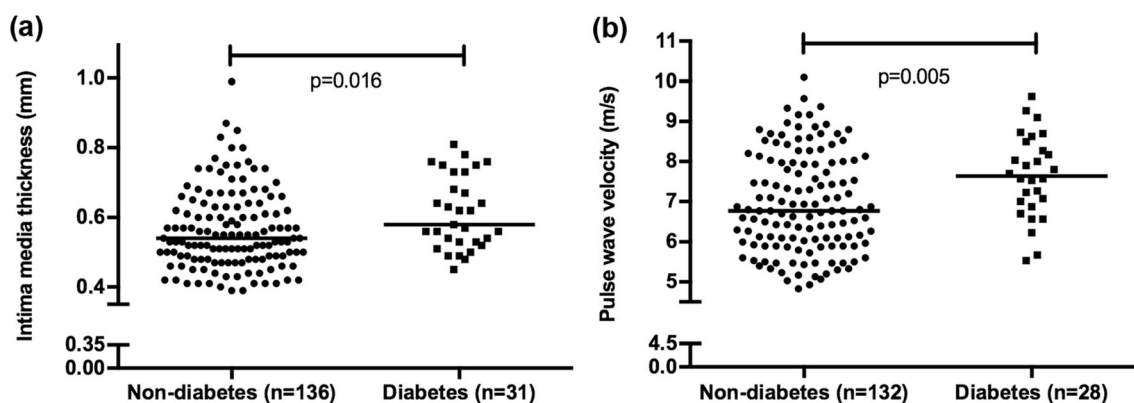 (a)
Intima media thickness (mm)
1.0
0.8
0.6
0.4
0.35
0.00
p=0.016
Non-diabetes (n=136)
Diabetes (n=31)
(b)
Pulse wave velocity (m/s)
11
10
9
8
7
6
5
4.5
0.0
p=0.005
Non-diabetes (n=132)
Diabetes (n=28)